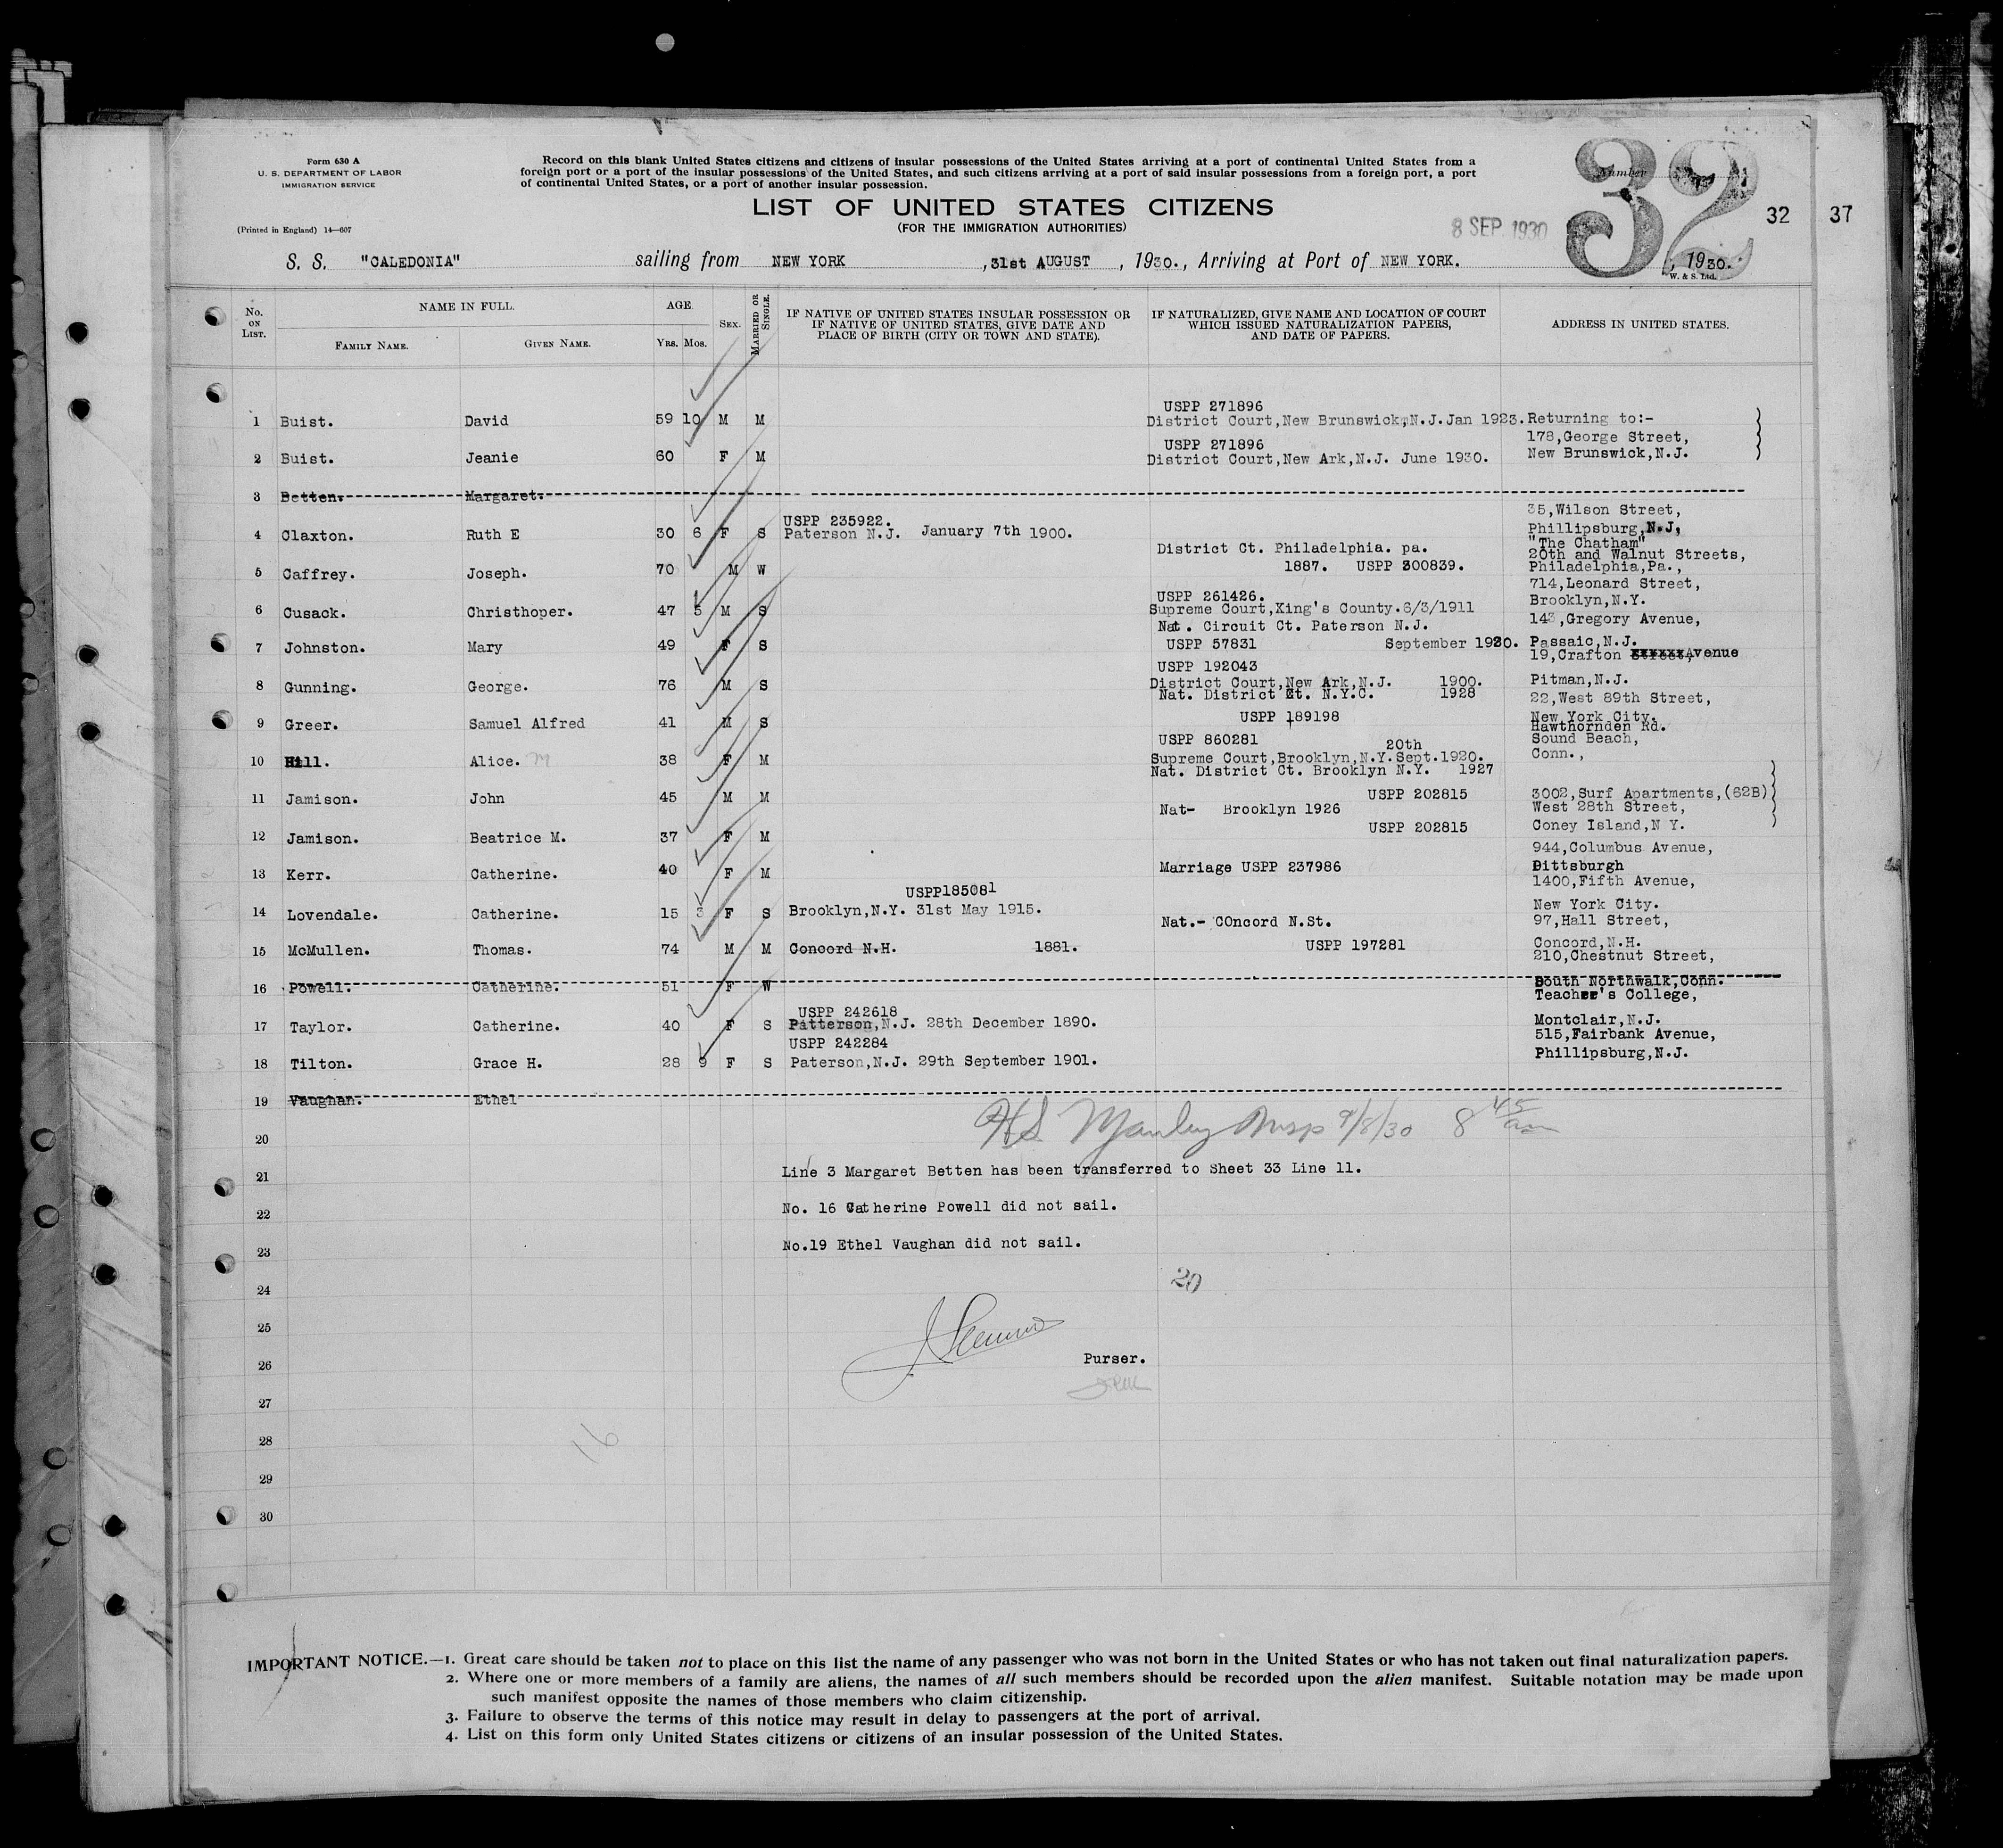 Form 630 A
U. S. DEPARTMENT OF LABOR
IMMIGRATION SERVICE
(Printed in England) 14—607
Record on this blank United States citizens and citizens of insular possessions of the United States arriving at a port of continental United States from a
foreign port or a port of the insular possessions of the United States, and such citizens arriving at a port of said insular possessions from a foreign port, a port
of continental United States, or a port of another insular possession.
LIST OF UNITED STATES CITIZENS
(FOR THE IMMIGRATION AUTHORITIES)
8 SEP. 1930
Number
32
32 37
S. S. "CALEDONIA" sailing from NEW YORK ,31st AUGUST , 1930., Arriving at Port of NEW YORK. , 1930.
W. & S. Ltd.
No. ON LIST. NAME IN FULL. FAMILY NAME. GIVEN NAME. AGE. YRS. MOS. SEX. MARRIED OR SINGLE.
IF NATIVE OF UNITED STATES INSULAR POSSESSION OR
IF NATIVE OF UNITED STATES, GIVE DATE AND
PLACE OF BIRTH (CITY OR TOWN AND STATE).
IF NATURALIZED, GIVE NAME AND LOCATION OF COURT
WHICH ISSUED NATURALIZATION PAPERS,
AND DATE OF PAPERS.
ADDRESS IN UNITED STATES.
USPP 271896
1 Buist. David 59 10 M M District Court,New Brunswick,N.J.Jan 1923. Returning to:-
USPP 271896 178,George Street,
2 Buist. Jeanie 60 F M District Court,New Ark,N.J. June 1930. New Brunswick,N.J.
3 Betten. Margaret.
USPP 235922. 35,Wilson Street,
4 Claxton. Ruth E 30 6 F S Paterson N.J. January 7th 1900. Phillipsburg,N.J,
District Ct. Philadelphia. pa. "The Chatham"
20th and Walnut Streets,
5 Caffrey. Joseph. 70 M W 1887. USPP 300839. Philadelphia,Pa.,
USPP 261426. 714,Leonard Street,
6 Cusack. Christhoper. 47 5 M S Supreme Court,King's County.6/3/1911 Brooklyn,N.Y.
Nat. Circuit Ct. Paterson N.J. 143,Gregory Avenue,
7 Johnston. Mary 49 F S USPP 57831 September 1920. Passaic,N.J.
USPP 192043 19,Crafton Street,Avenue
8 Gunning. George. 76 M S District Court,New Ark,N.J. 1900. Pitman,N.J.
Nat. District Ct. N.Y.C. 1928 22,West 89th Street,
9 Greer. Samuel Alfred 41 M S USPP 189198 New York City.
USPP 860281 20th Hawthornden Rd.
Sound Beach,
10 Hill. Alice. M 38 F M Supreme Court,Brooklyn,N.Y.Sept.1920. Conn.,
Nat. District Ct. Brooklyn N.Y. 1927
11 Jamison. John 45 M M USPP 202815 3002,Surf Apartments,(62B)
Nat- Brooklyn 1926 West 28th Street,
12 Jamison. Beatrice M. 37 F M USPP 202815 Coney Island,N Y.
944,Columbus Avenue,
13 Kerr. Catherine. 40 F M Marriage USPP 237986 Pittsburgh
USPP185081 1400,Fifth Avenue,
14 Lovendale. Catherine. 15 3 F S Brooklyn,N.Y. 31st May 1915. New York City.
Nat.- COncord N.St. 97,Hall Street,
15 McMullen. Thomas. 74 M M Concord N.H. 1881. USPP 197281 Concord,N.H.
210,Chestnut Street,
16 Powell. Catherine. 51 F W South Northwalk,Conn.
USPP 242618 Teacher's College,
17 Taylor. Catherine. 40 F S Patterson,N.J. 28th December 1890. Montclair,N.J.
USPP 242284 515,Fairbank Avenue,
18 Tilton. Grace H. 28 9 F S Paterson,N.J. 29th September 1901. Phillipsburg,N.J.
19 Vaughan. Ethel
20 H.S. Manley 9/8/30 8 45 am
21 Line 3 Margaret Betten has been transferred to Sheet 33 Line 11.
22 No. 16 Catherine Powell did not sail.
23 No.19 Ethel Vaughan did not sail.
24 20
25
26 Purser.
27
28 16
29
30
IMPORTANT NOTICE.—1. Great care should be taken not to place on this list the name of any passenger who was not born in the United States or who has not taken out final naturalization papers.
2. Where one or more members of a family are aliens, the names of all such members should be recorded upon the alien manifest. Suitable notation may be made upon
such manifest opposite the names of those members who claim citizenship.
3. Failure to observe the terms of this notice may result in delay to passengers at the port of arrival.
4. List on this form only United States citizens or citizens of an insular possession of the United States.